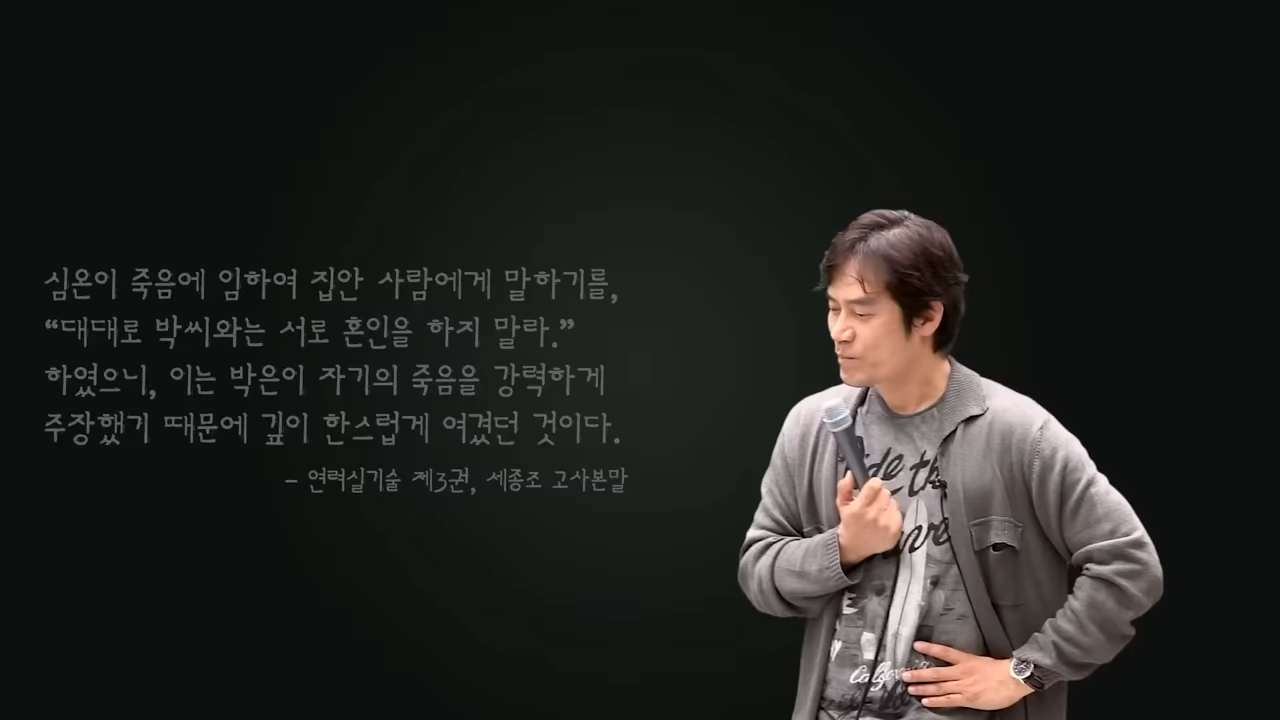 심온이 죽음에 임하여 집안 사람에게 말하기를,
“대대로 박씨와는 서로 혼인을 하지 말라.”
하였으니, 이는 박은이 자기의 죽음을 강력하게
주장했기 때문에 깊이 한스럽게 여겼던 것이다.
– 연력실기술 제3권, 세종조 고사본말
ide the